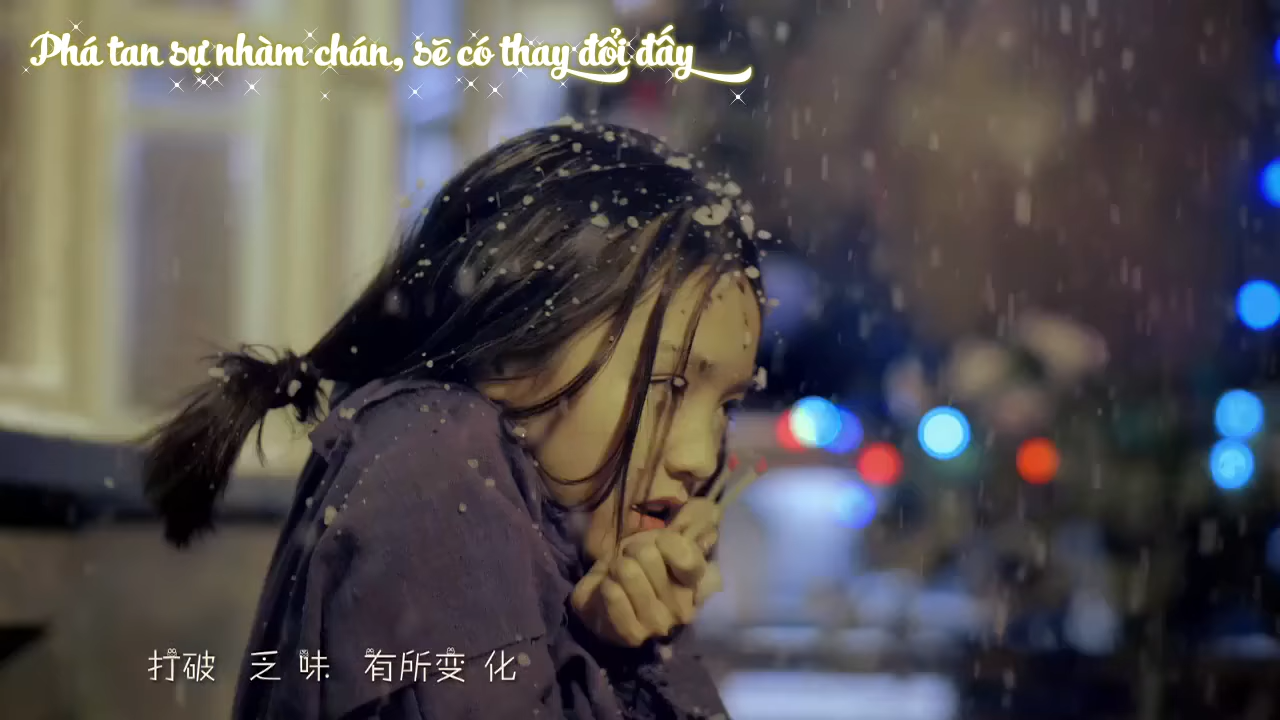 Phá tan sự nhàm chán, sẽ có thay đổi đấy
打破 乏味 有所变化